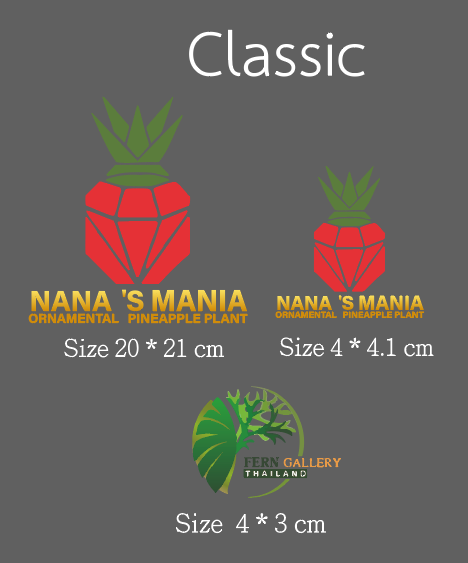 Classic
NANA 'S MANIA
ORNAMENTAL PINEAPPLE PLANT
Size 20 * 21 cm
NANA 'S MANIA
ORNAMENTAL PINEAPPLE PLANT
Size 4 * 4.1 cm
FERN GALLERY
THAILAND
Size 4 * 3 cm